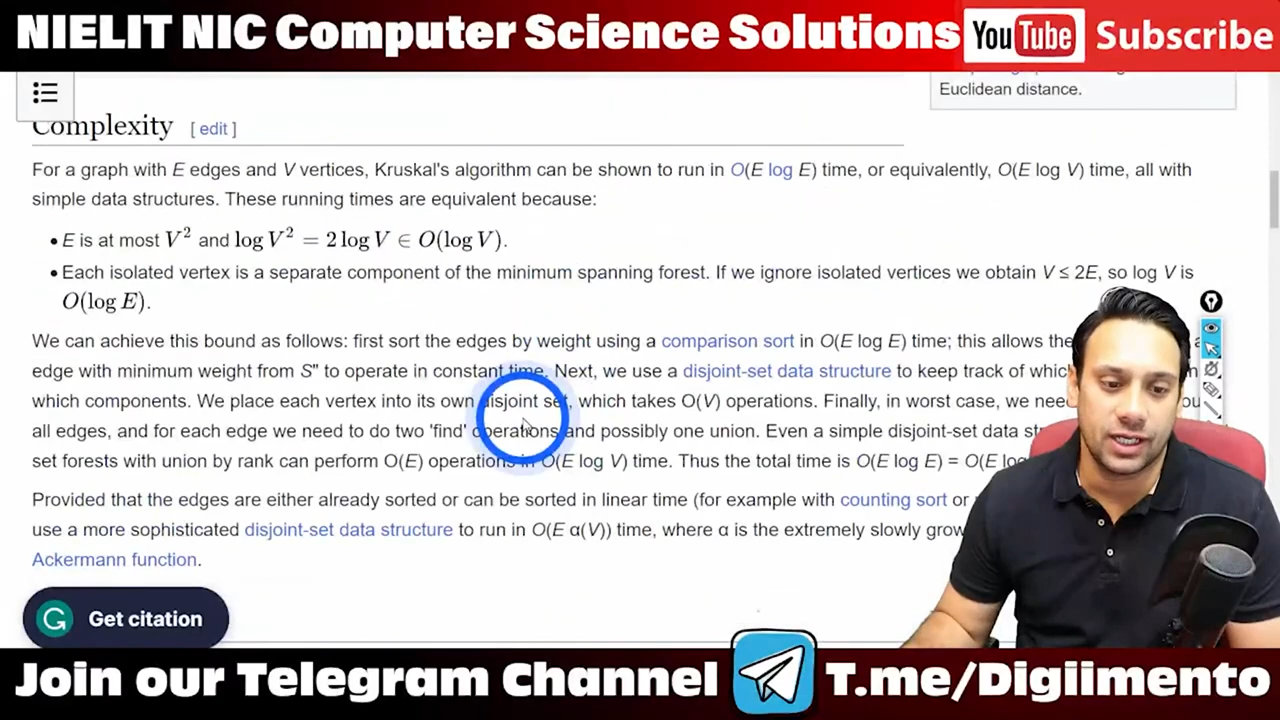 NIELIT NIC Computer Science Solutions YouTube Subscribe
Euclidean distance.
Complexity [ edit ]
For a graph with E edges and V vertices, Kruskal's algorithm can be shown to run in O(E log E) time, or equivalently, O(E log V) time, all with
simple data structures. These running times are equivalent because:
• E is at most V² and log V² = 2 log V ∈ O(log V).
• Each isolated vertex is a separate component of the minimum spanning forest. If we ignore isolated vertices we obtain V ≤ 2E, so log V is
O(log E).
We can achieve this bound as follows: first sort the edges by weight using a comparison sort in O(E log E) time; this allows the
edge with minimum weight from S" to operate in constant time. Next, we use a disjoint-set data structure to keep track of which
which components. We place each vertex into its own disjoint set, which takes O(V) operations. Finally, in worst case, we need
all edges, and for each edge we need to do two 'find' operations and possibly one union. Even a simple disjoint-set data
set forests with union by rank can perform O(E) operations in O(E log V) time. Thus the total time is O(E log E) = O(E log
Provided that the edges are either already sorted or can be sorted in linear time (for example with counting sort or
use a more sophisticated disjoint-set data structure to run in O(E α(V)) time, where α is the extremely slowly
Ackermann function.
Get citation
Join our Telegram Channel T.me/Digiimento